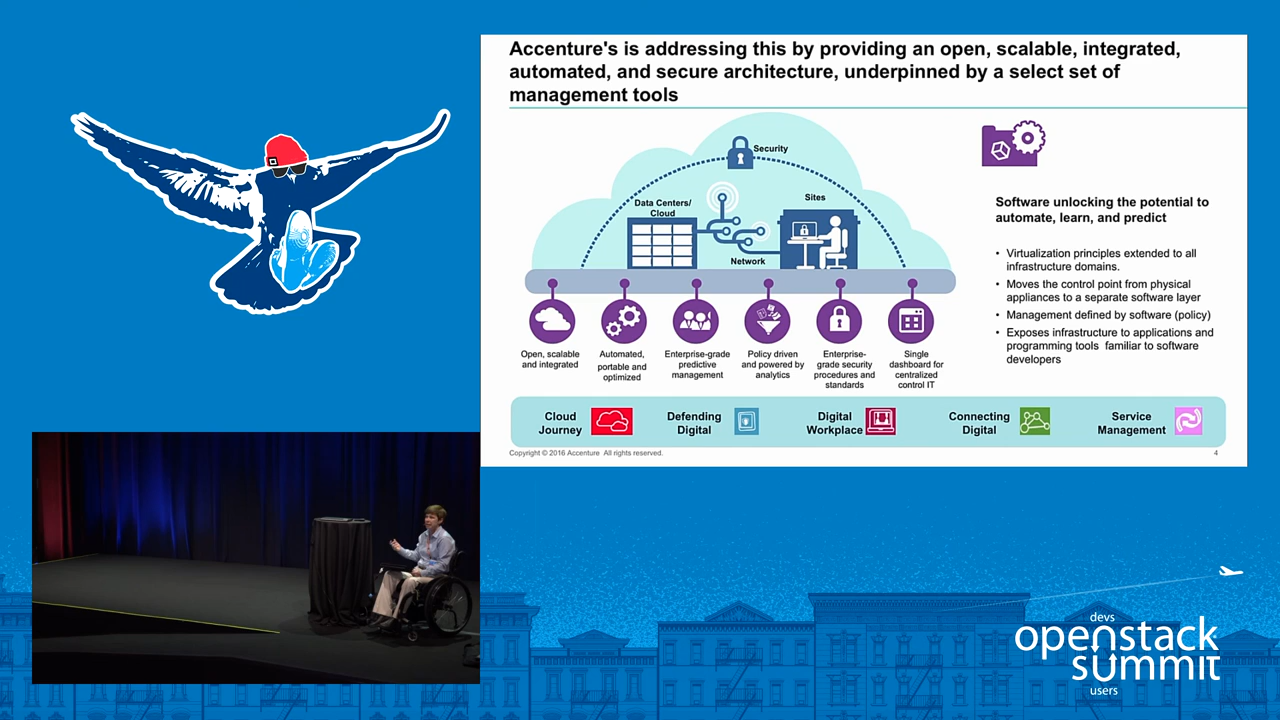 Accenture's is addressing this by providing an open, scalable, integrated,
automated, and secure architecture, underpinned by a select set of
management tools
Security
Data Centers/
Cloud
Sites
Network
Open, scalable
and integrated
Automated,
portable and
optimized
Enterprise-grade
predictive
management
Policy driven
and powered by
analytics
Enterprise-
grade security
procedures and
standards
Single
dashboard for
centralized
control IT
Software unlocking the potential to
automate, learn, and predict
• Virtualization principles extended to all
infrastructure domains.
• Moves the control point from physical
appliances to a separate software layer
• Management defined by software (policy)
• Exposes infrastructure to applications and
programming tools familiar to software
developers
Cloud
Journey
Defending
Digital
Digital
Workplace
Connecting
Digital
Service
Management
Copyright © 2016 Accenture All rights reserved.
4
devs
openstack
summit
users